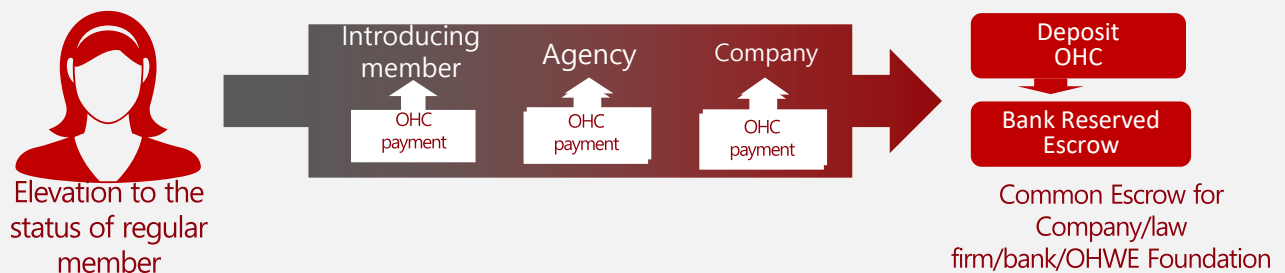 Elevation to the
status of regular
member
Introducing
member
OHC
payment
Agency
OHC
payment
Company
OHC
payment
Deposit
OHC
Bank Reserved
Escrow
Common Escrow for
Company/law
firm/bank/OHWE Foundation